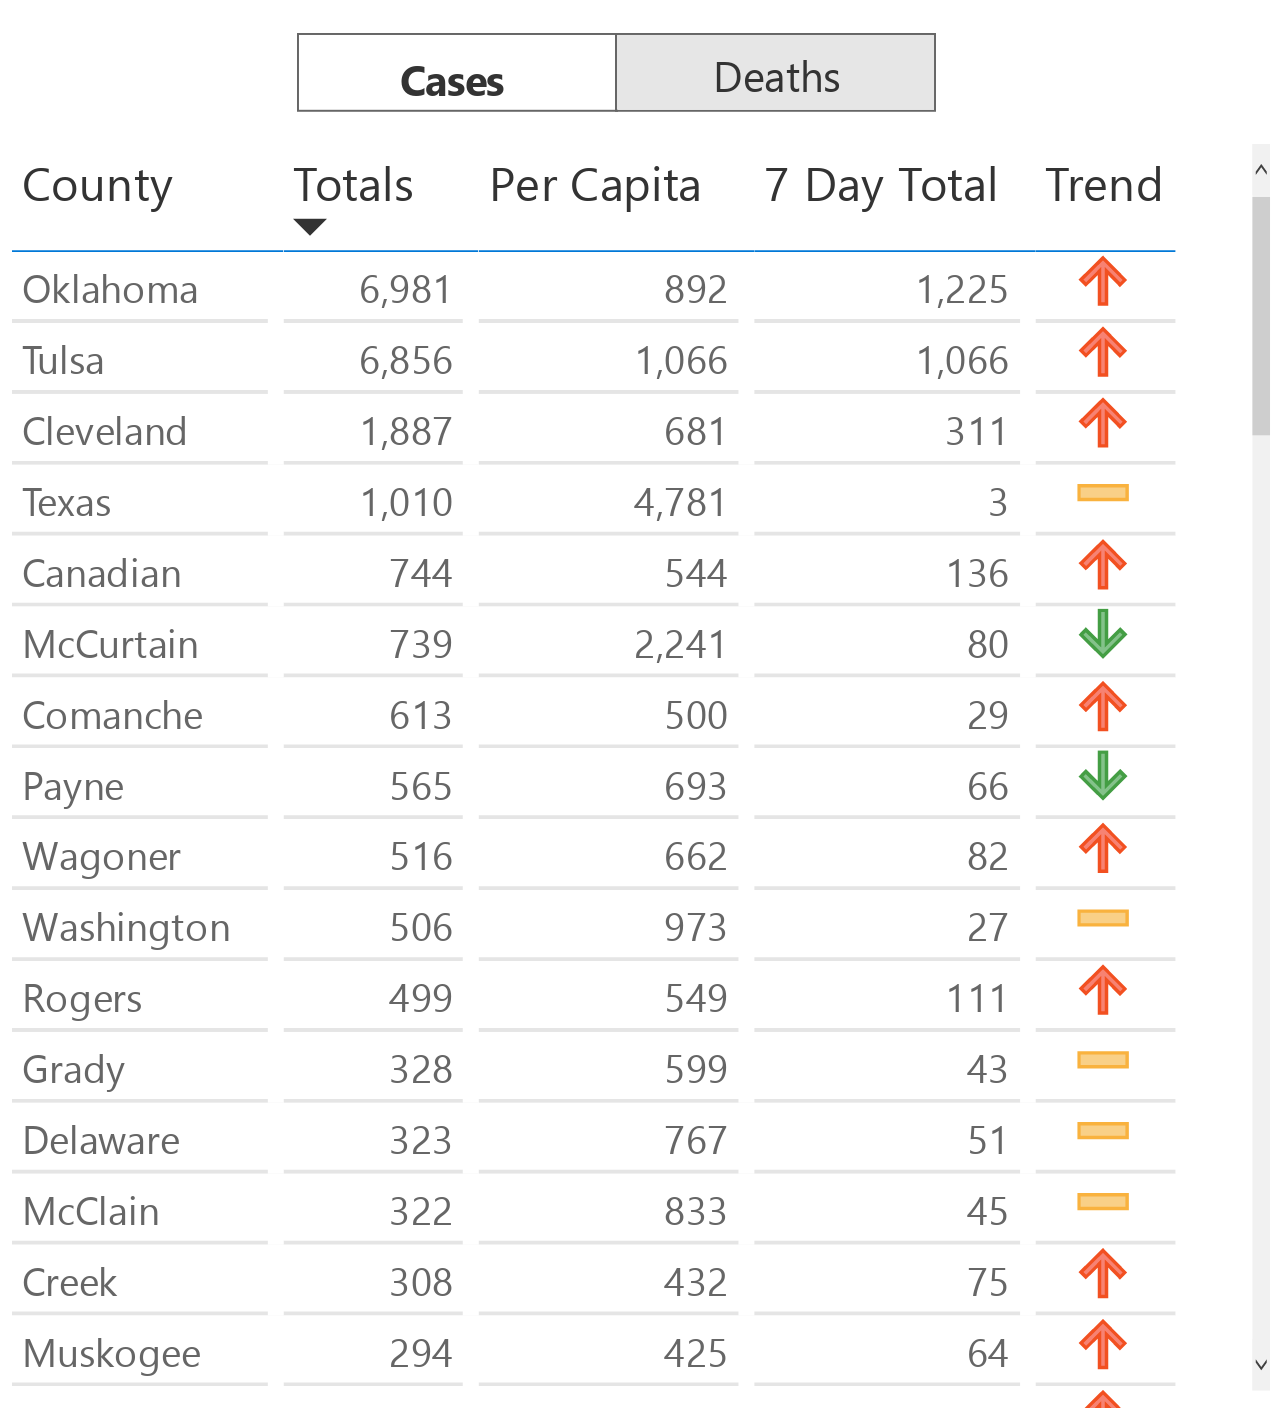 Cases Deaths
County Totals Per Capita 7 Day Total Trend
Oklahoma 6,981 892 1,225
Tulsa 6,856 1,066 1,066
Cleveland 1,887 681 311
Texas 1,010 4,781 3
Canadian 744 544 136
McCurtain 739 2,241 80
Comanche 613 500 29
Payne 565 693 66
Wagoner 516 662 82
Washington 506 973 27
Rogers 499 549 111
Grady 328 599 43
Delaware 323 767 51
McClain 322 833 45
Creek 308 432 75
Muskogee 294 425 64